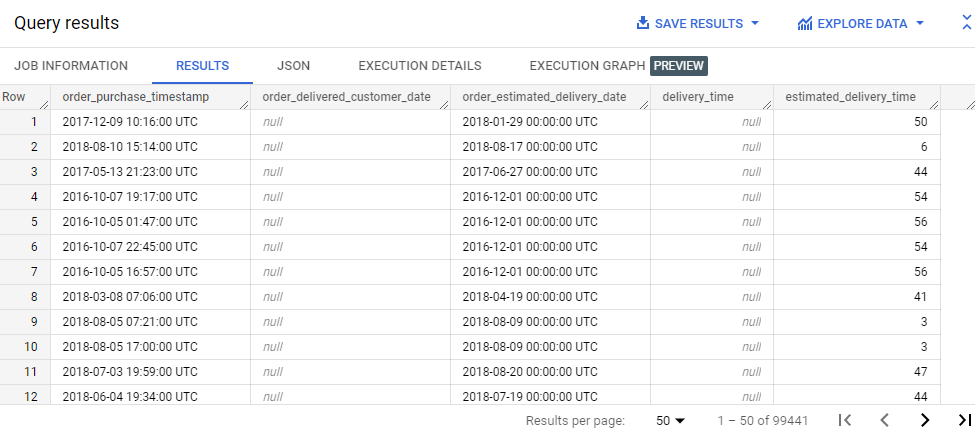 Query results SAVE RESULTS EXPLORE DATA
JOB INFORMATION RESULTS JSON EXECUTION DETAILS EXECUTION GRAPH PREVIEW
Row order_purchase_timestamp order_delivered_customer_date order_estimated_delivery_date delivery_time estimated_delivery_time
1 2017-12-09 10:16:00 UTC null 2018-01-29 00:00:00 UTC null 50
2 2018-08-10 15:14:00 UTC null 2018-08-17 00:00:00 UTC null 6
3 2017-05-13 21:23:00 UTC null 2017-06-27 00:00:00 UTC null 44
4 2016-10-07 19:17:00 UTC null 2016-12-01 00:00:00 UTC null 54
5 2016-10-05 01:47:00 UTC null 2016-12-01 00:00:00 UTC null 56
6 2016-10-07 22:45:00 UTC null 2016-12-01 00:00:00 UTC null 54
7 2016-10-05 16:57:00 UTC null 2016-12-01 00:00:00 UTC null 56
8 2018-03-08 07:06:00 UTC null 2018-04-19 00:00:00 UTC null 41
9 2018-08-05 07:21:00 UTC null 2018-08-09 00:00:00 UTC null 3
10 2018-08-05 17:00:00 UTC null 2018-08-09 00:00:00 UTC null 3
11 2018-07-03 19:59:00 UTC null 2018-08-20 00:00:00 UTC null 47
12 2018-06-04 19:34:00 UTC null 2018-07-19 00:00:00 UTC null 44
Results per page: 50 1 – 50 of 99441